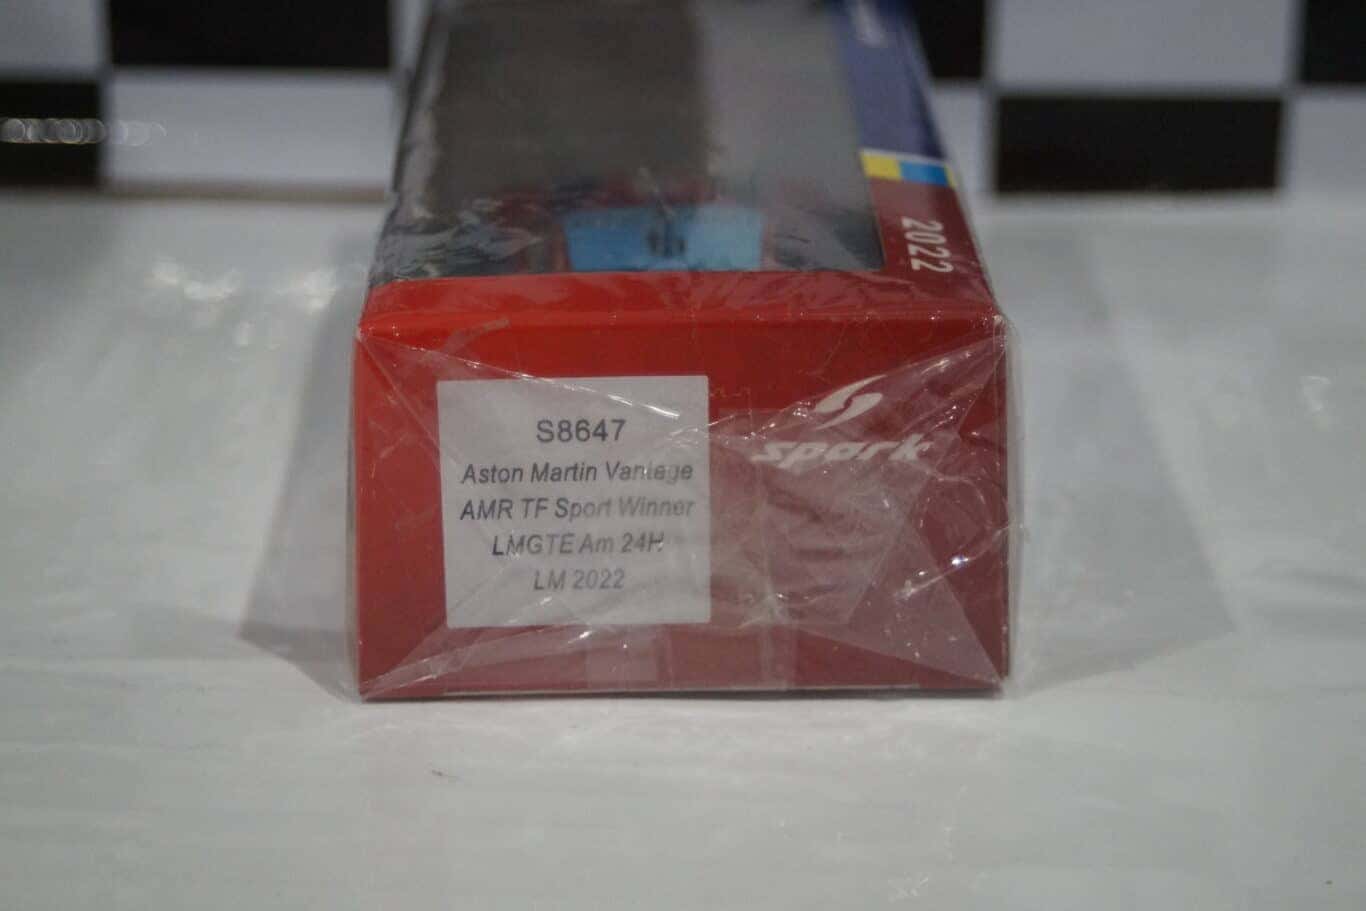 2022
S8647
Aston Martin Vantage
AMR TF Sport Winner
LMGTE Am 24H
LM 2022
spark